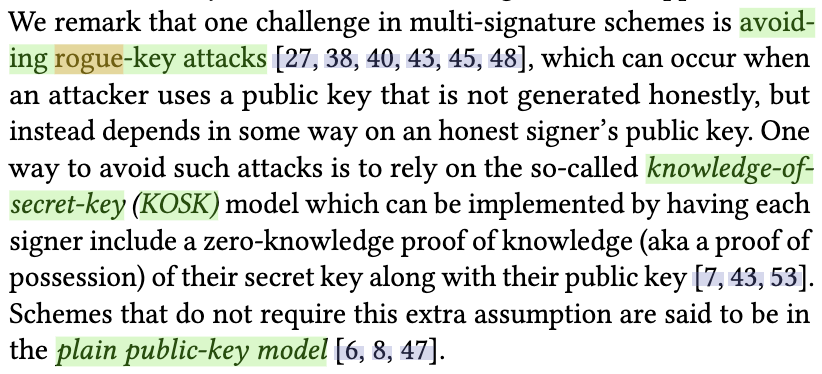 We remark that one challenge in multi-signature schemes is avoid-
ing rogue-key attacks [27, 38, 40, 43, 45, 48], which can occur when
an attacker uses a public key that is not generated honestly, but
instead depends in some way on an honest signer’s public key. One
way to avoid such attacks is to rely on the so-called knowledge-of-
secret-key (KOSK) model which can be implemented by having each
signer include a zero-knowledge proof of knowledge (aka a proof of
possession) of their secret key along with their public key [7, 43, 53].
Schemes that do not require this extra assumption are said to be in
the plain public-key model [6, 8, 47].